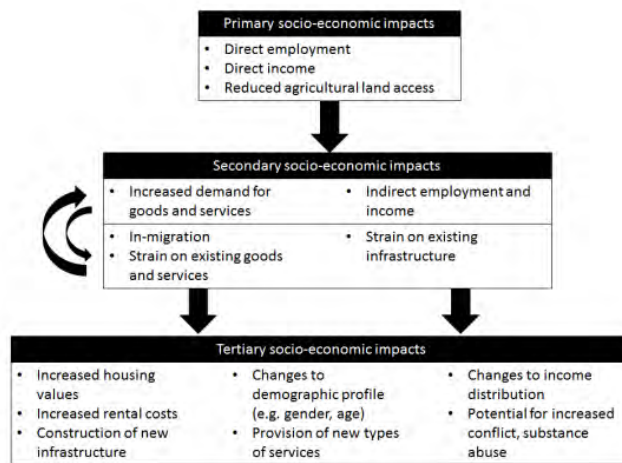 Primary socio-economic impacts
• Direct employment
• Direct income
• Reduced agricultural land access
Secondary socio-economic impacts
• Increased demand for
goods and services
• Indirect employment and
income
• In-migration
• Strain on existing goods
and services
• Strain on existing
infrastructure
Tertiary socio-economic impacts
• Increased housing
values
• Increased rental costs
• Construction of new
infrastructure
• Changes to
demographic profile
(e.g. gender, age)
• Provision of new types
of services
• Changes to income
distribution
• Potential for increased
conflict, substance
abuse